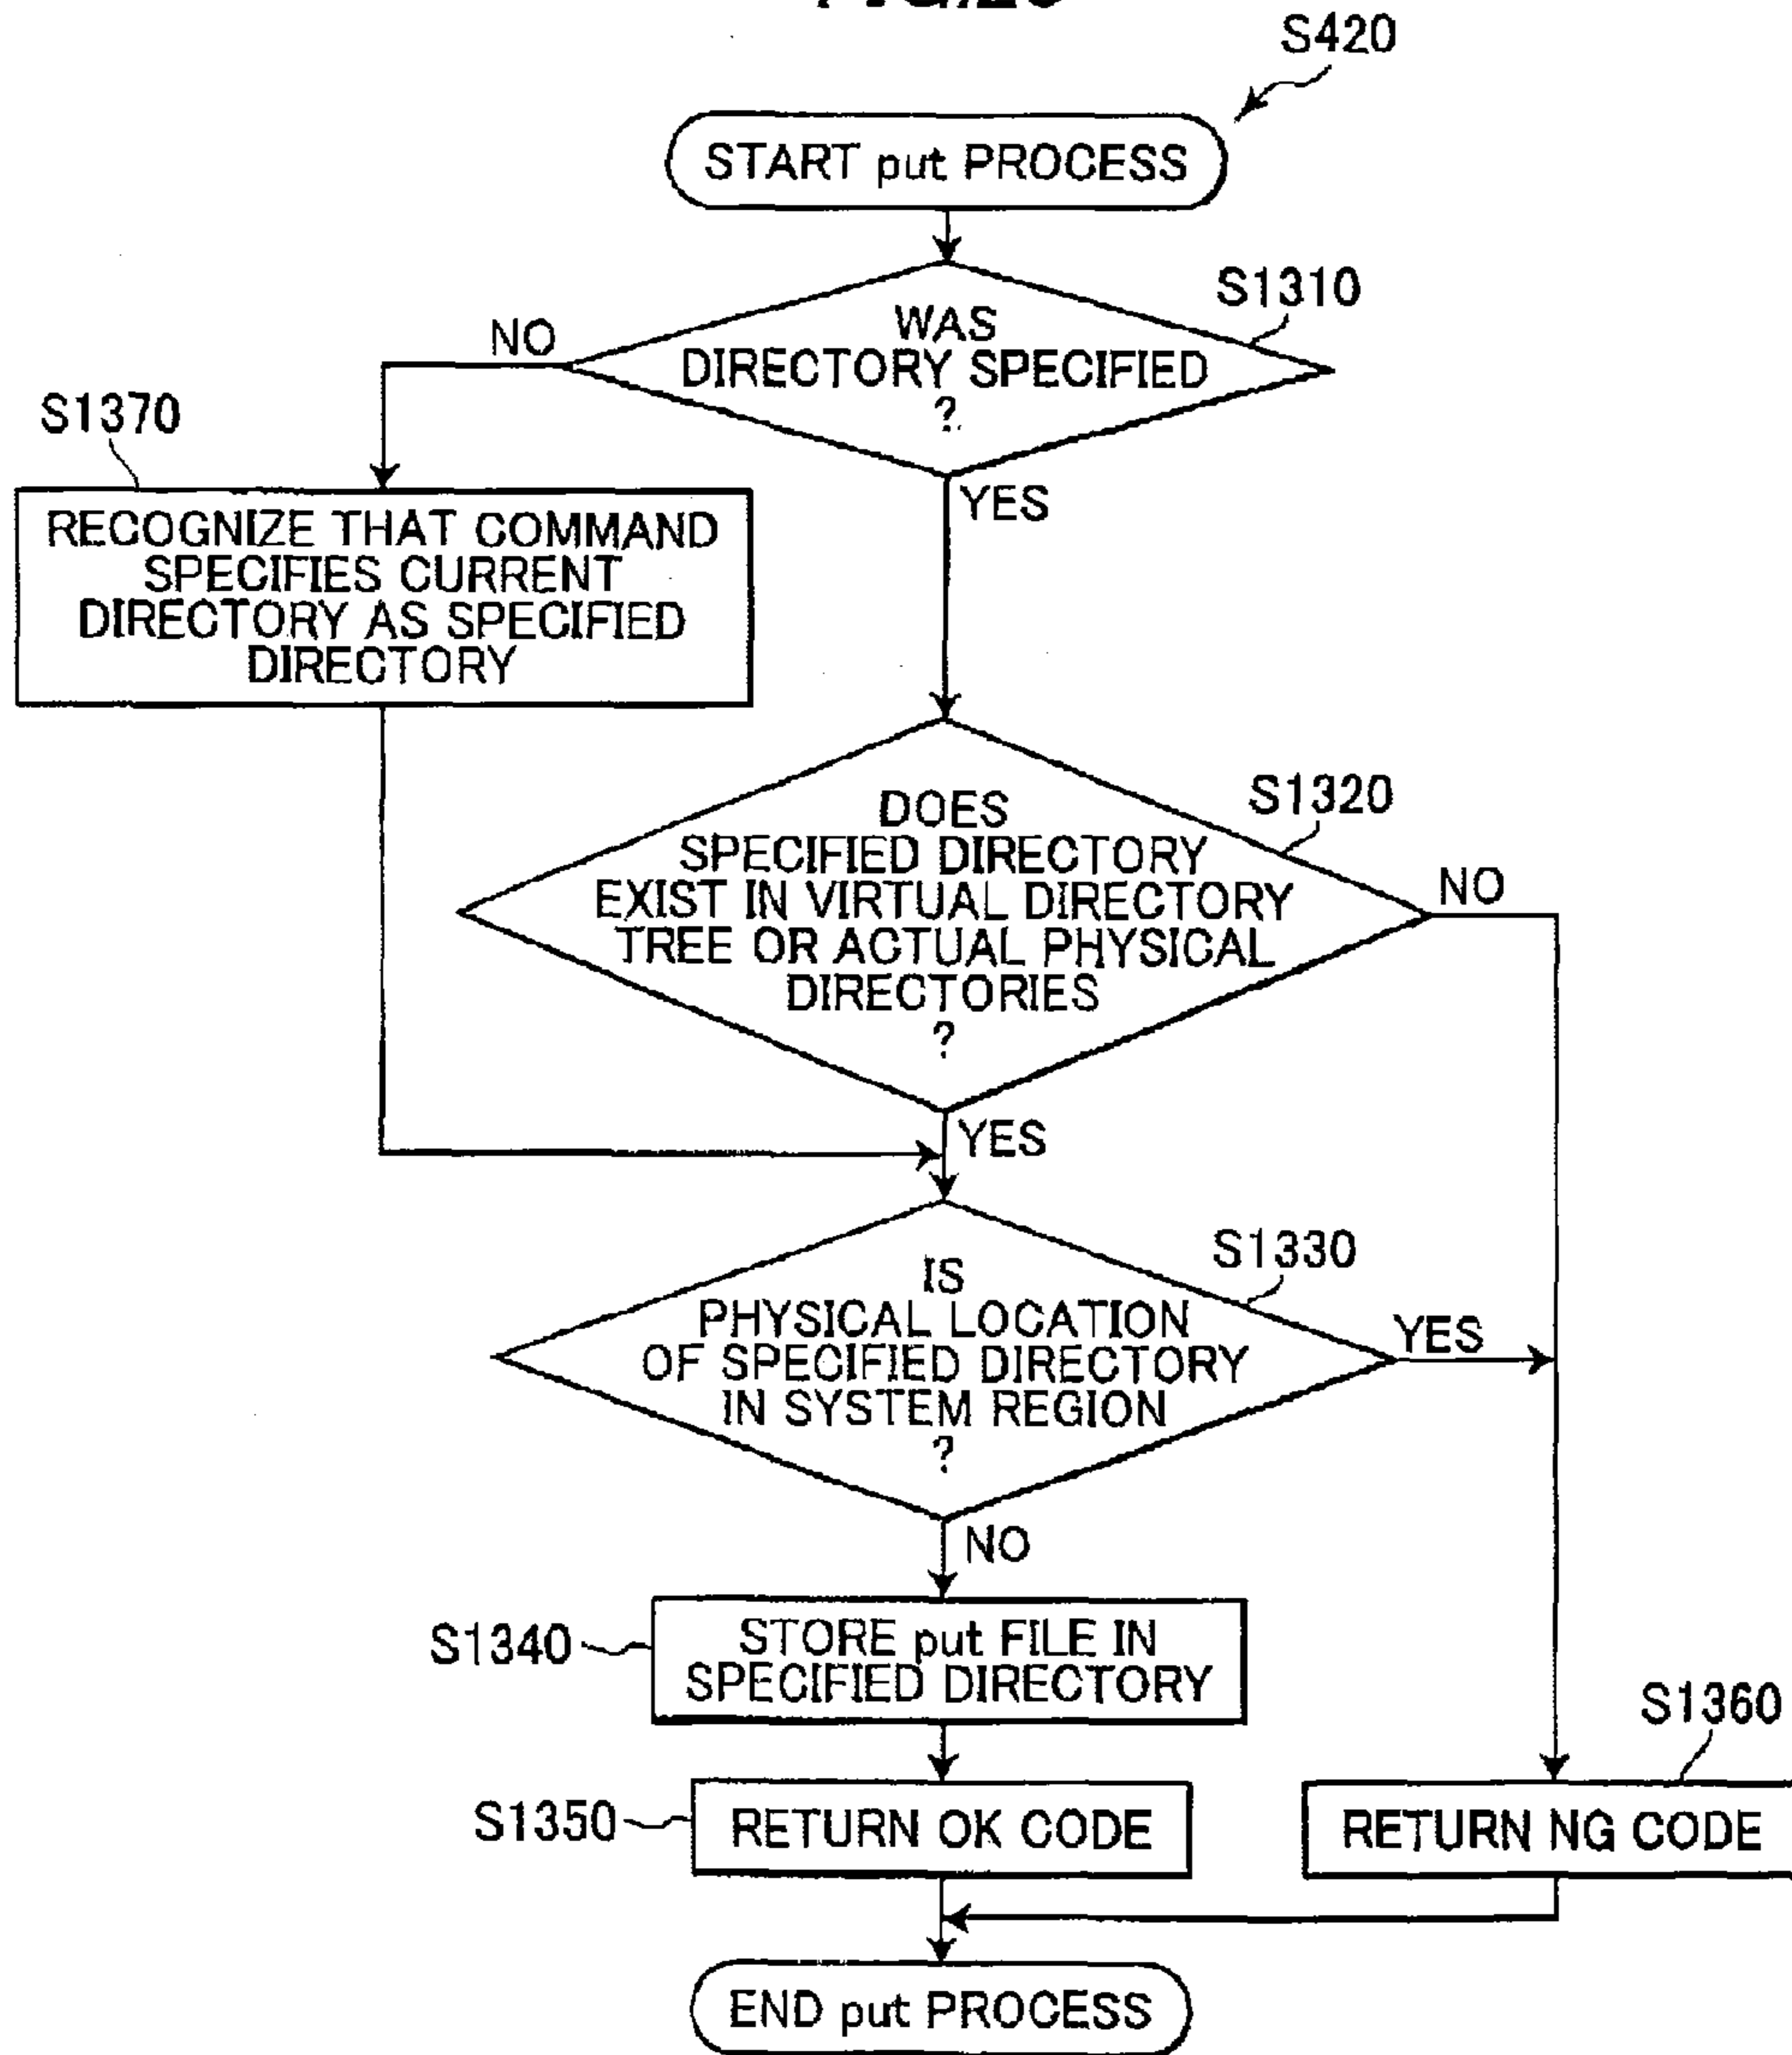 S420
START put PROCESS
S1310
WAS
DIRECTORY SPECIFIED
?
NO
YES
S1370
RECOGNIZE THAT COMMAND
SPECIFIES CURRENT
DIRECTORY AS SPECIFIED
DIRECTORY
S1320
DOES
SPECIFIED DIRECTORY
EXIST IN VIRTUAL DIRECTORY
TREE OR ACTUAL PHYSICAL
DIRECTORIES
?
NO
YES
S1330
IS
PHYSICAL LOCATION
OF SPECIFIED DIRECTORY
IN SYSTEM REGION
?
YES
NO
S1340
STORE put FILE IN
SPECIFIED DIRECTORY
S1350
RETURN OK CODE
S1360
RETURN NG CODE
END put PROCESS